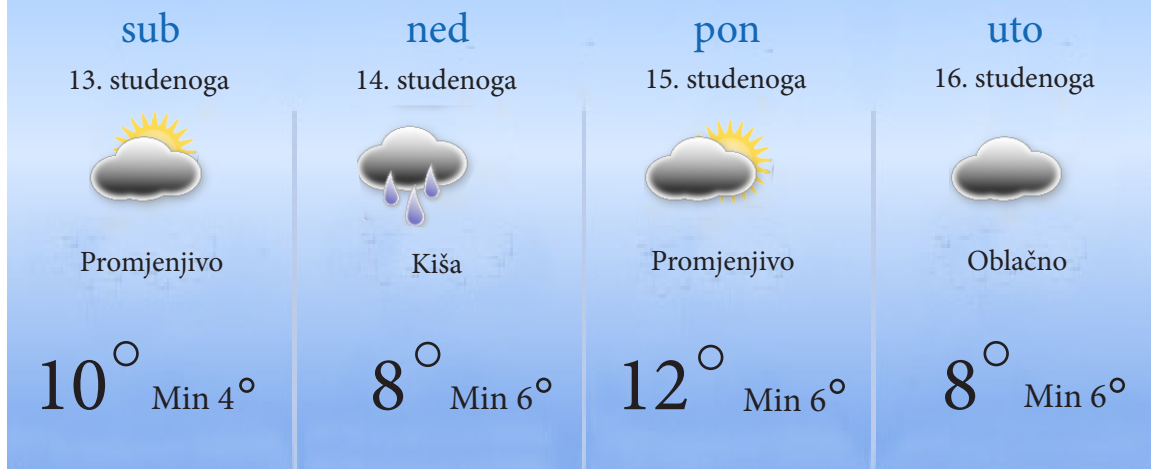 sub
13. studenoga
Promjenjivo
10° Min 4°
ned
14. studenoga
Kiša
8° Min 6°
pon
15. studenoga
Promjenjivo
12° Min 6°
uto
16. studenoga
Oblačno
8° Min 6°